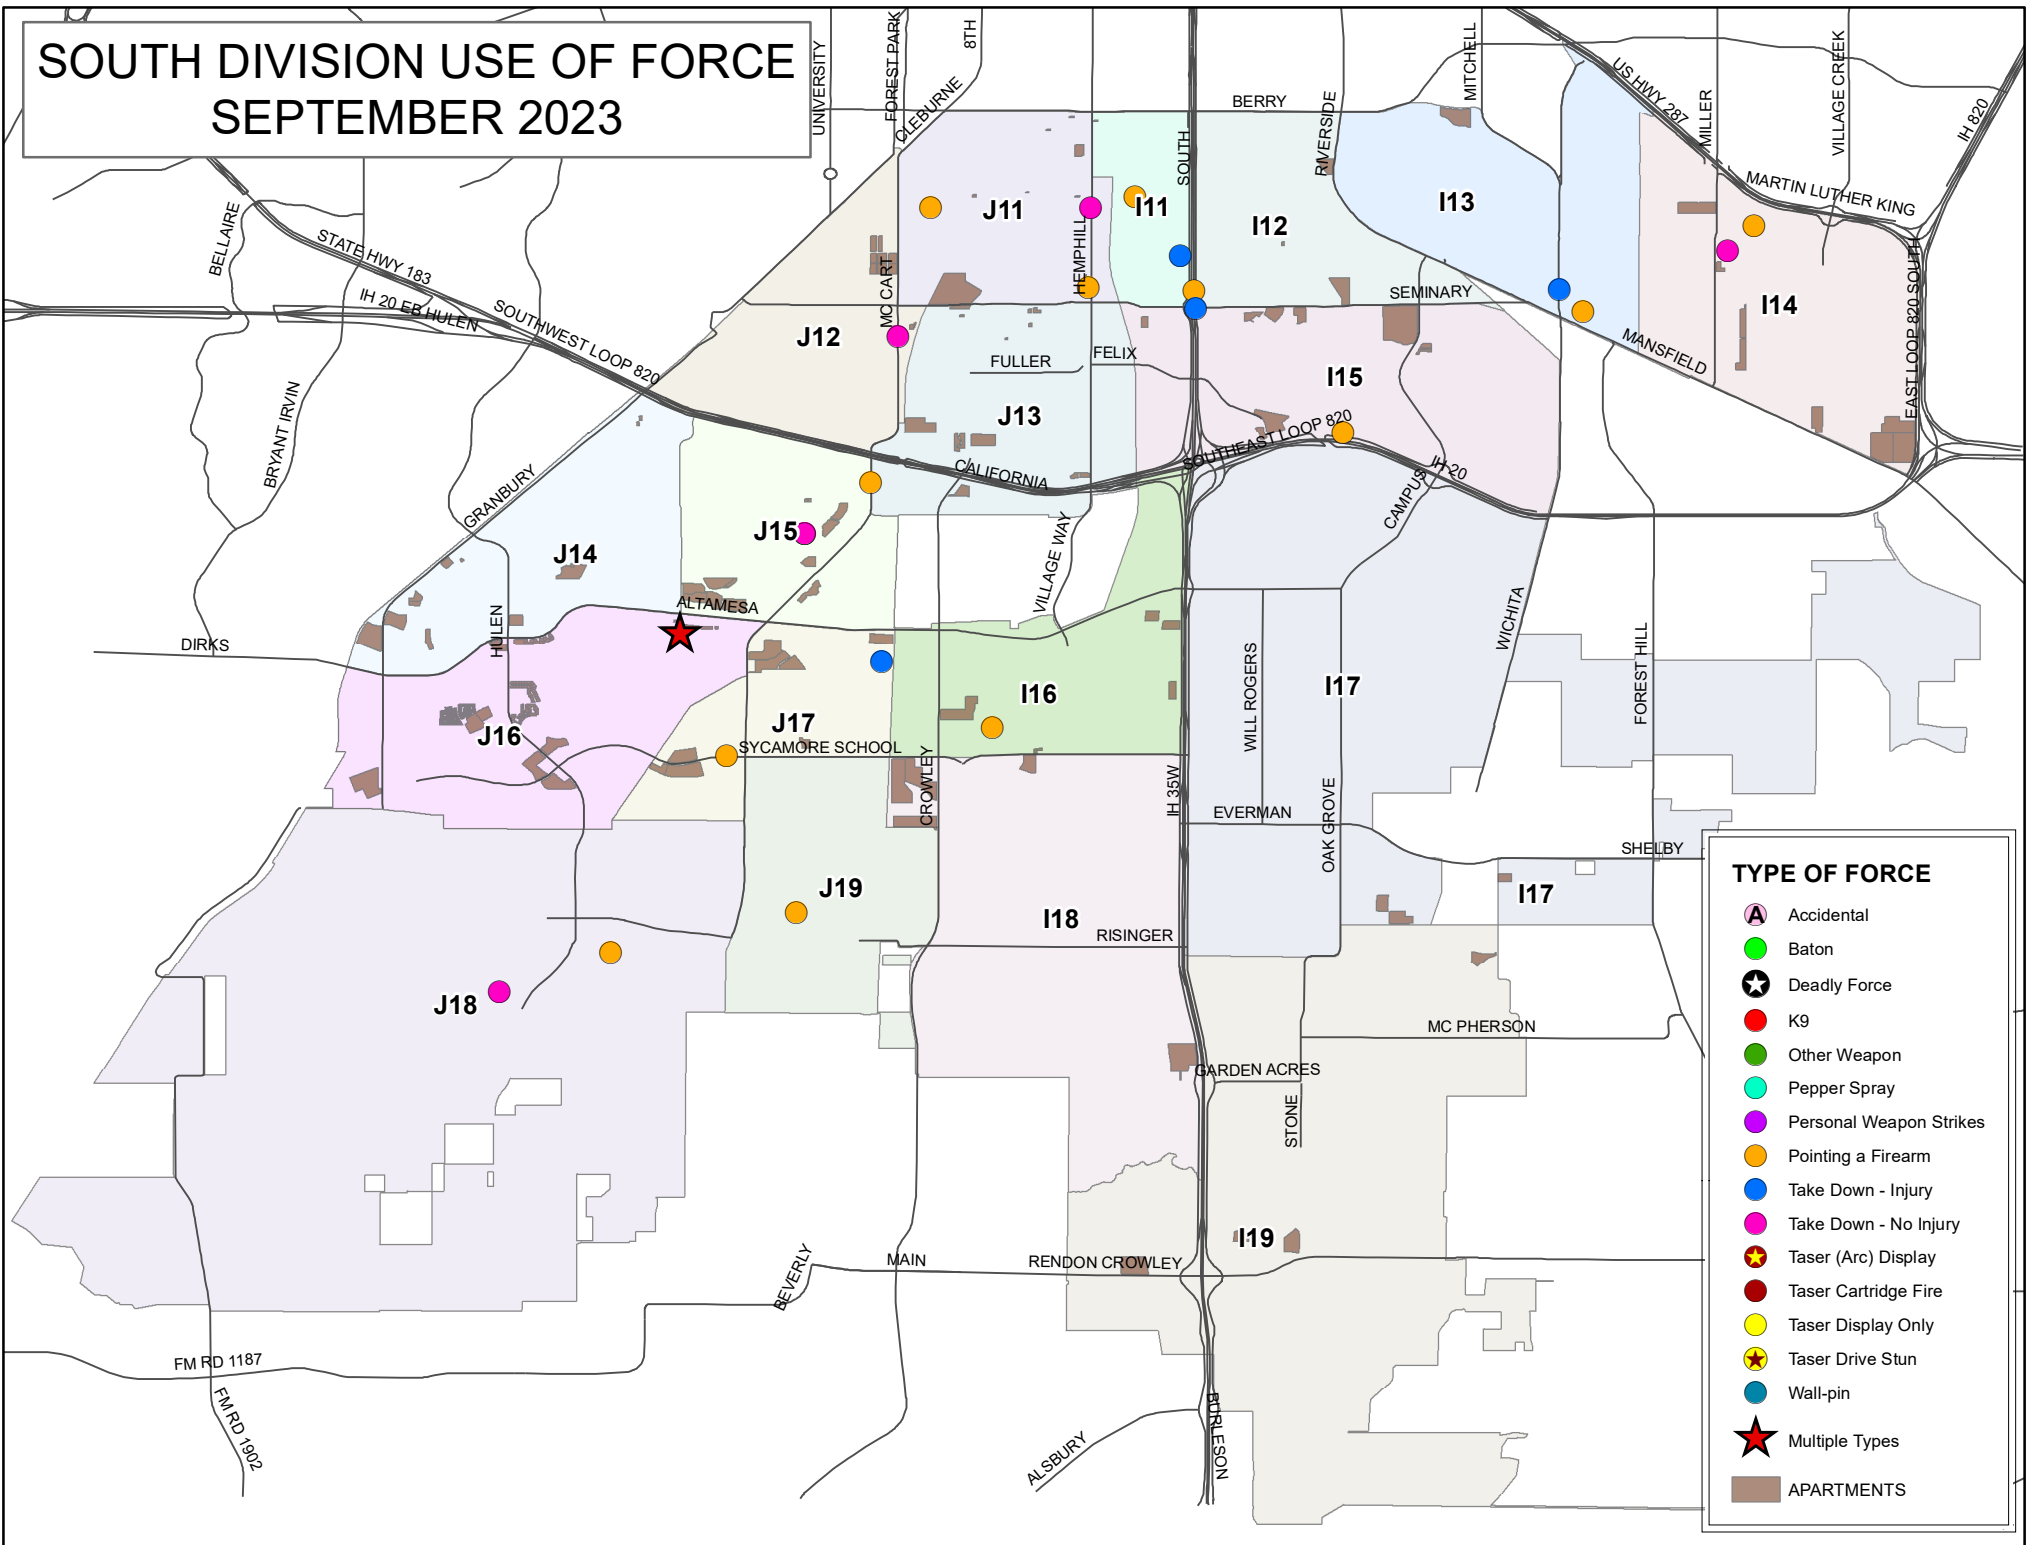 SOUTH DIVISION USE OF FORCE
SEPTEMBER 2023
UNIVERSITY
FOREST PARK
8TH
CLEBURNE
BERRY
SOUTH
RIVERSIDE
MITCHELL
US HWY 287
MILLER
VILLAGE CREEK
IH 820
MARTIN LUTHER KING
BELLAIRE
STATE HWY 183
IH 20 EB HULEN
SOUTHWEST LOOP 820
MC CART
HEMPHILL
J11
I11
I12
I13
I14
J12
SEMINARY
MANSFIELD
EAST LOOP 820 SOUTH
FULLER
FELIX
J13
I15
BRYANT IRVIN
GRANBURY
CALIFORNIA
SOUTHEAST LOOP 820
IH 20
CAMPUS
J14
J15
VILLAGE WAY
ALTAMESA
HULEN
DIRKS
WICHITA
FOREST HILL
WILL ROGERS
I16
I17
J16
J17
SYCAMORE SCHOOL
CROWLEY
IH 35W
EVERMAN
OAK GROVE
SHELBY
J19
I18
I17
RISINGER
J18
MC PHERSON
GARDEN ACRES
STONE
I19
MAIN
RENDON CROWLEY
BEVERLY
FM RD 1187
FM RD 1902
ALSBURY
BURLESON
TYPE OF FORCE
A Accidental
Baton
Deadly Force
K9
Other Weapon
Pepper Spray
Personal Weapon Strikes
Pointing a Firearm
Take Down - Injury
Take Down - No Injury
Taser (Arc) Display
Taser Cartridge Fire
Taser Display Only
Taser Drive Stun
Wall-pin
Multiple Types
APARTMENTS